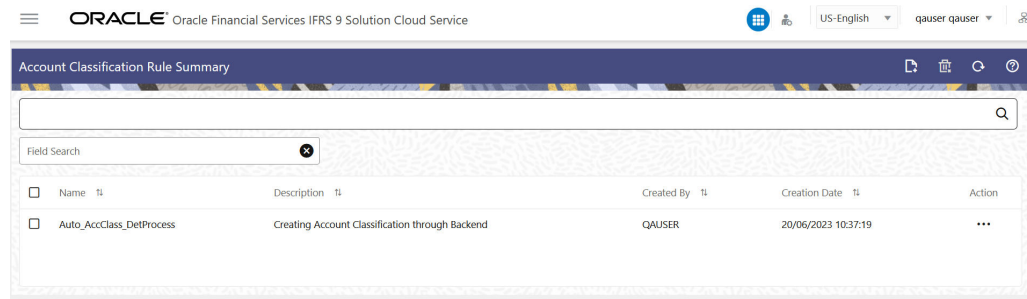 ORACLE® Oracle Financial Services IFRS 9 Solution Cloud Service US-English qauser qauser
Account Classification Rule Summary
Field Search
Name Description Created By Creation Date Action
Auto_AccClass_DetProcess Creating Account Classification through Backend QAUSER 20/06/2023 10:37:19 ...